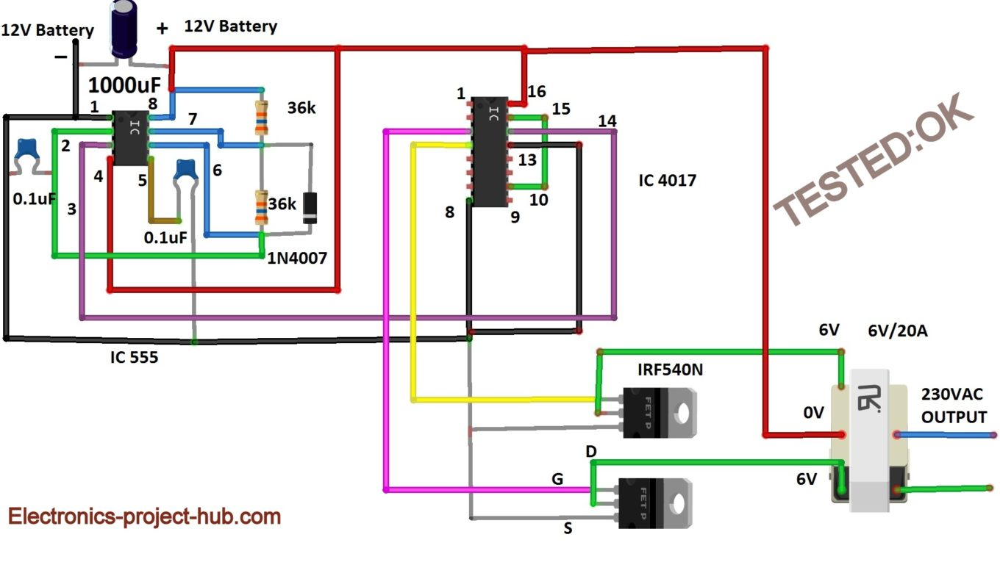 12V Battery
+ 12V Battery
−
1000uF
1
8
7
2
6
4
5
3
0.1uF
0.1uF
36k
36k
1N4007
IC
IC 555
1
16
15
14
13
10
8
9
IC
IC 4017
TESTED:OK
6V
6V/20A
IRF540N
FET P
0V
230VAC
OUTPUT
D
G
6V
FET P
S
Electronics-project-hub.com